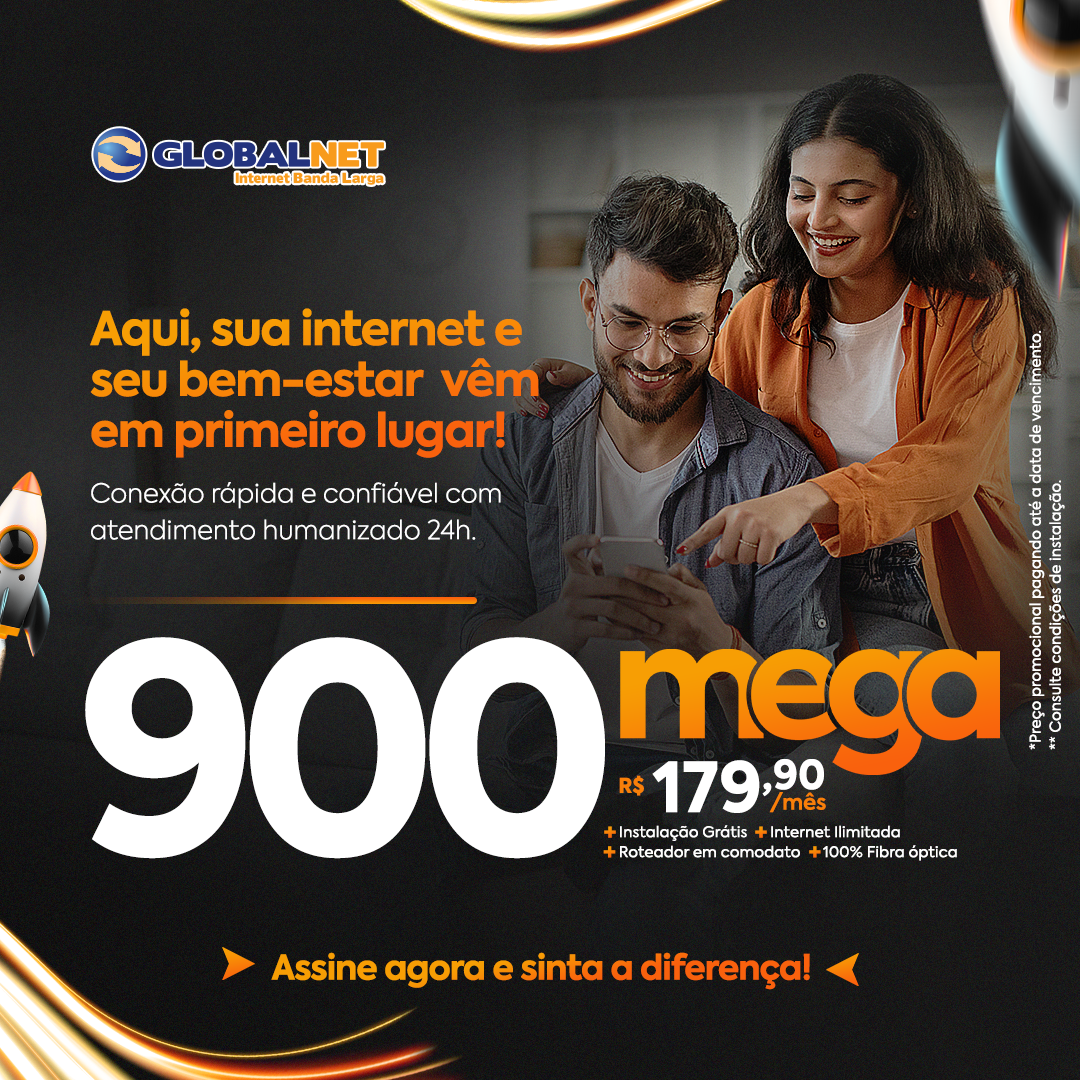 GLOBALNET
Internet Banda Larga
Aqui, sua internet e
seu bem-estar vêm
em primeiro lugar!
Conexão rápida e confiável com
atendimento humanizado 24h.
900 mega
R$ 179,90
/mês
+ Instalação Grátis + Internet Ilimitada
+ Roteador em comodato + 100% Fibra óptica
Assine agora e sinta a diferença!
*Preço promocional pagando até a data de vencimento.
** Consulte condições de instalação.